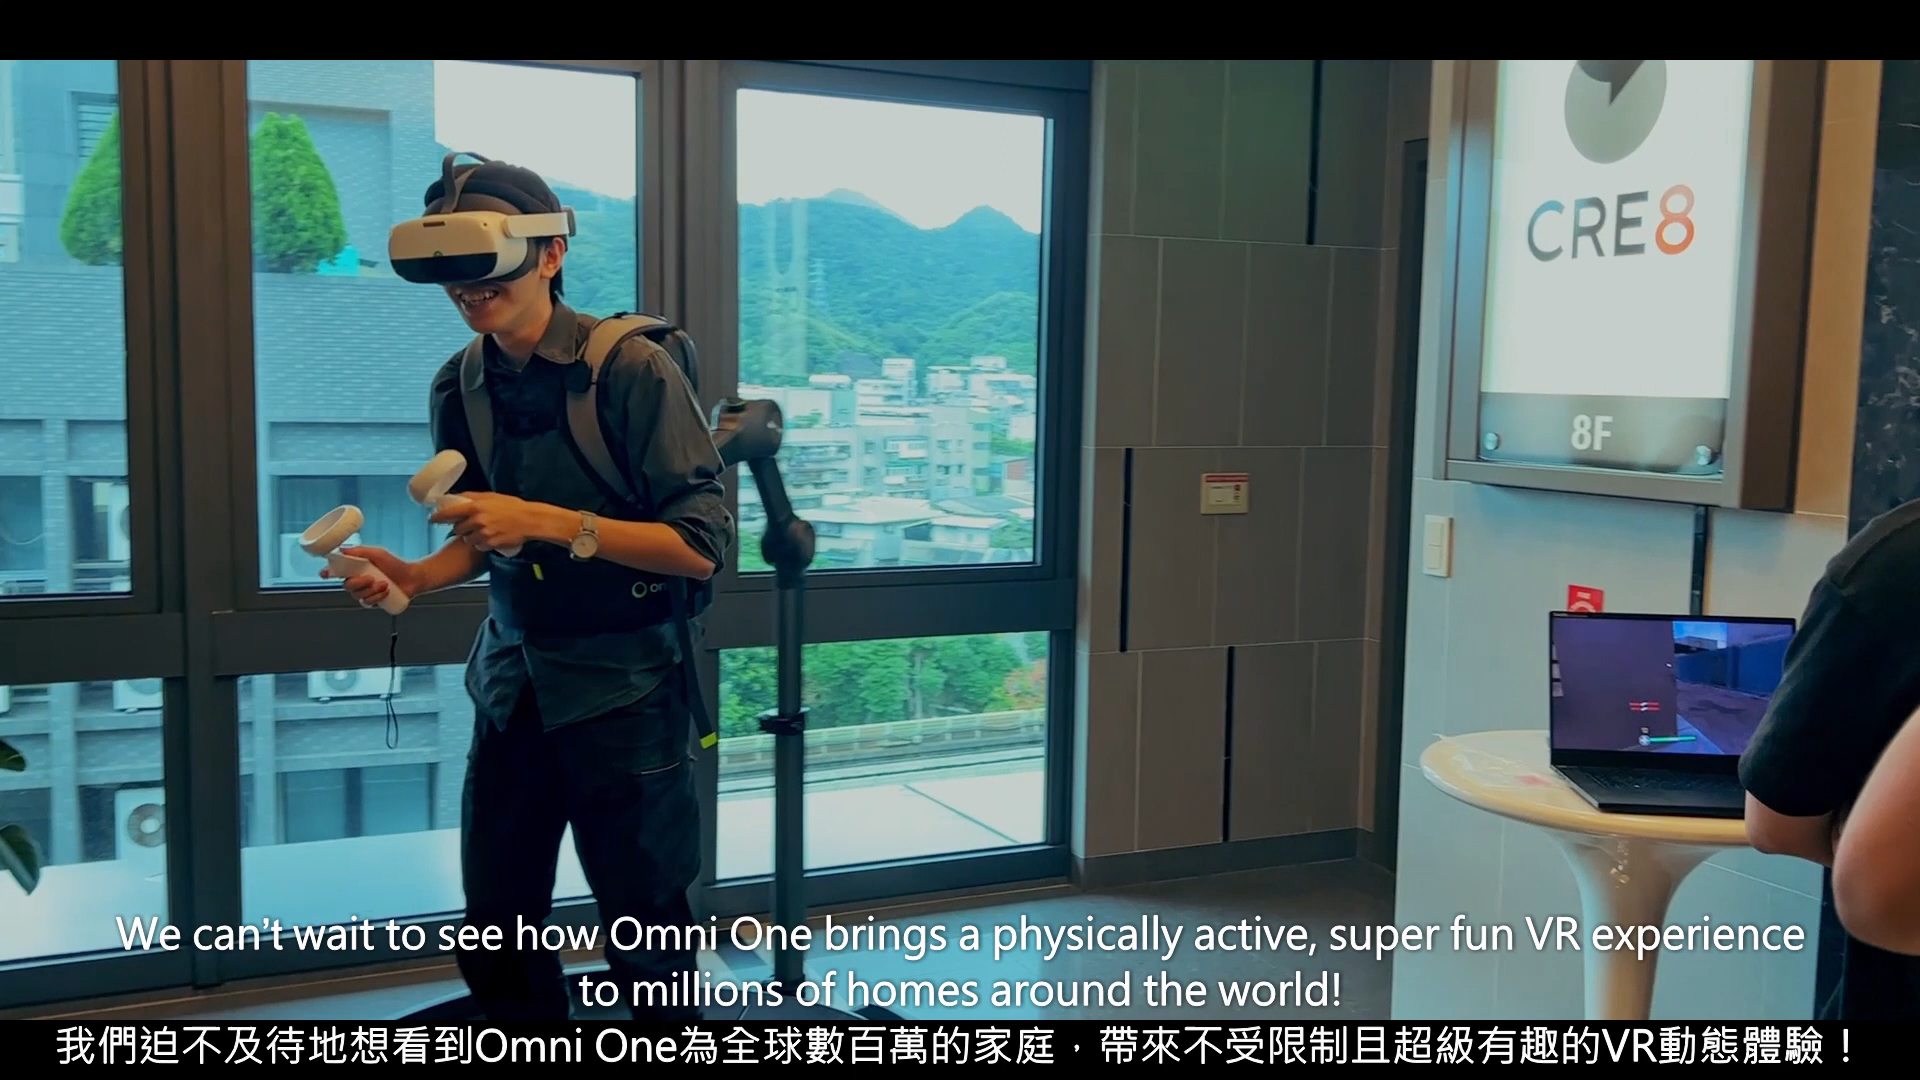 CRE8
8F
We can't wait to see how Omni One brings a physically active, super fun VR experience
to millions of homes around the world!
我們迫不及待地想看到Omni One為全球數百萬的家庭，帶來不受限制且超級有趣的VR動態體驗！